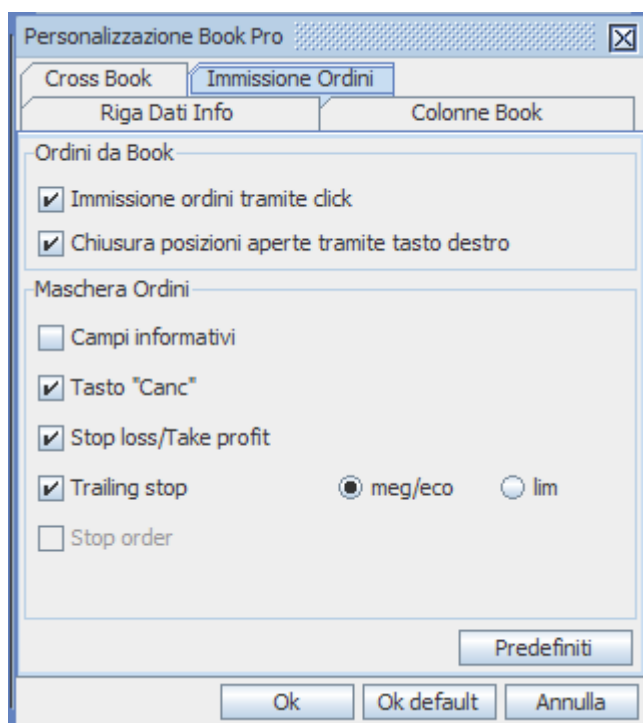 Personalizzazione Book Pro
Cross Book Immissione Ordini
Riga Dati Info Colonne Book
Ordini da Book
Immissione ordini tramite click
Chiusura posizioni aperte tramite tasto destro
Maschera Ordini
Campi informativi
Tasto "Canc"
Stop loss/Take profit
Trailing stop meg/eco lim
Stop order
Predefiniti
Ok Ok default Annulla